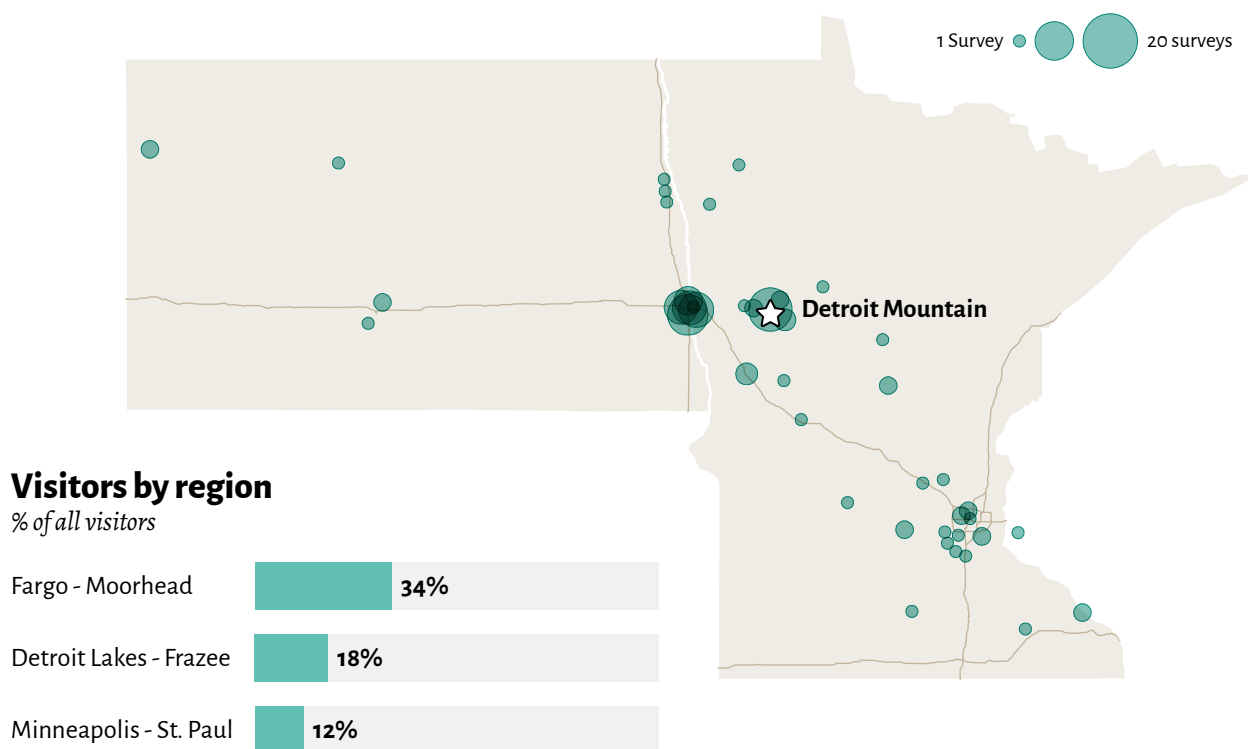 1 Survey
20 surveys
Detroit Mountain
Visitors by region
% of all visitors
Fargo - Moorhead
34%
Detroit Lakes - Frazee
18%
Minneapolis - St. Paul
12%